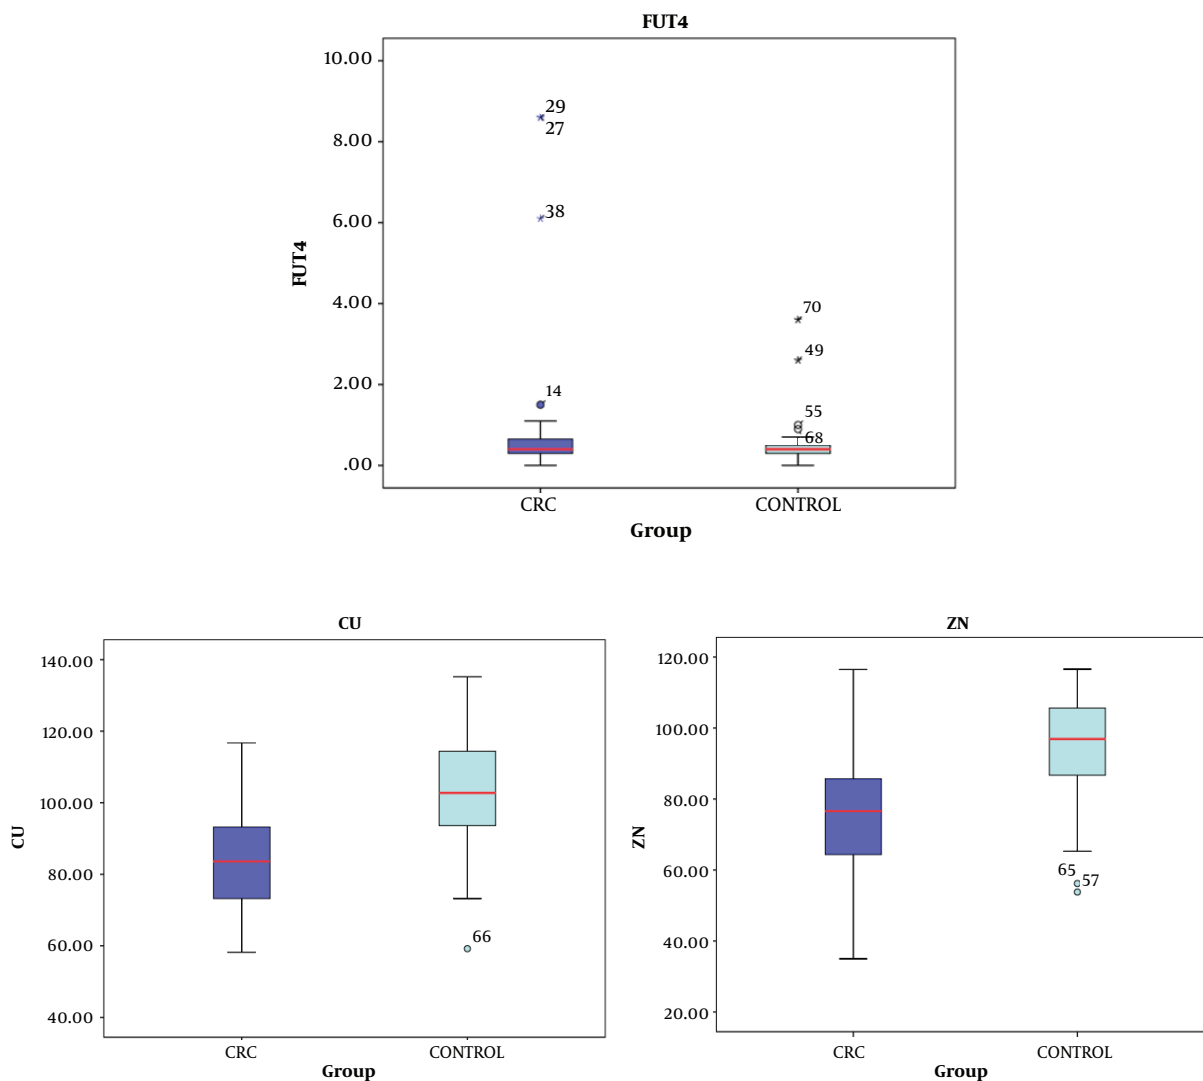 FUT4
10.00
8.00
6.00
4.00
2.00
.00
FUT4
29
27
38
14
70
49
55
68
CRC CONTROL
Group
CU
140.00
120.00
100.00
80.00
60.00
40.00
CU
66
CRC CONTROL
Group
ZN
120.00
100.00
80.00
60.00
40.00
20.00
ZN
65 57
CRC CONTROL
Group